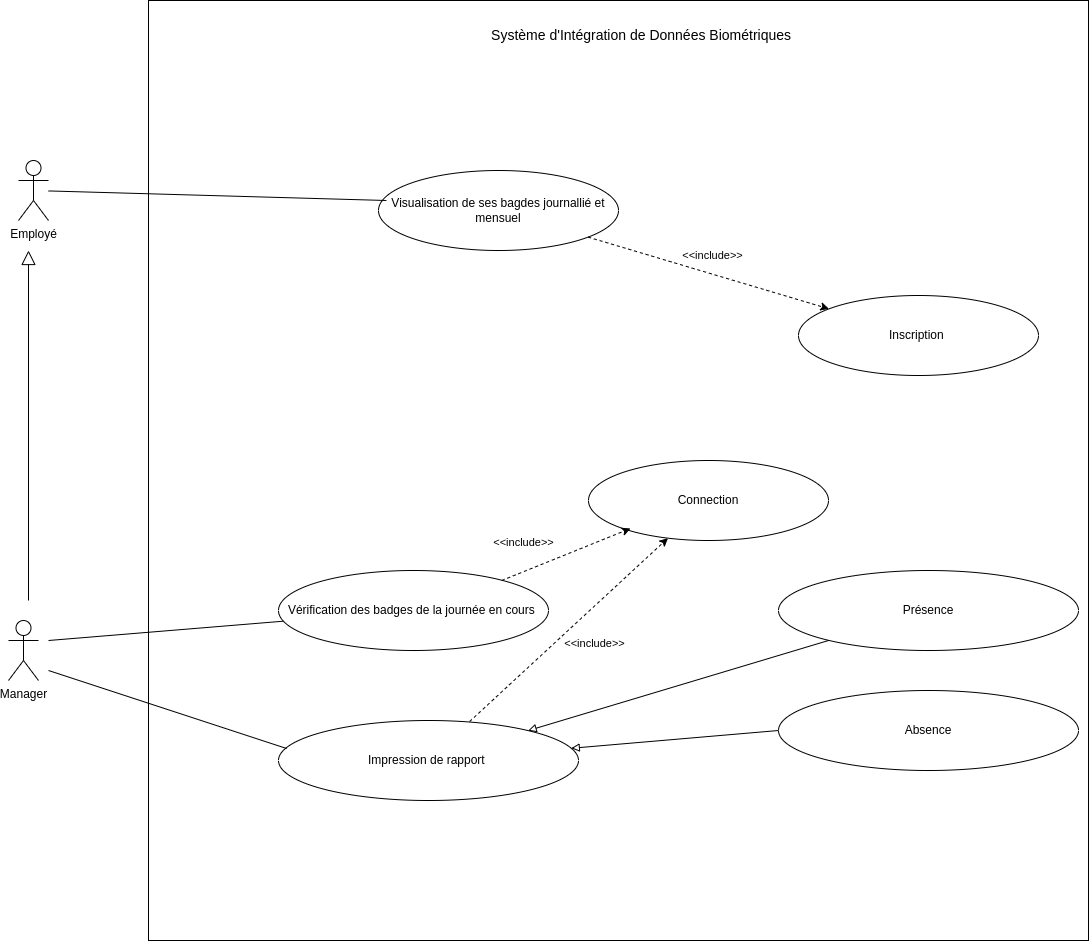 Système d'Intégration de Données Biométriques
Employé
Visualisation de ses bagdes journallié et
mensuel
<<include>>
Inscription
Connection
<<include>>
Vérification des badges de la journée en cours
Présence
<<include>>
Manager
Absence
Impression de rapport